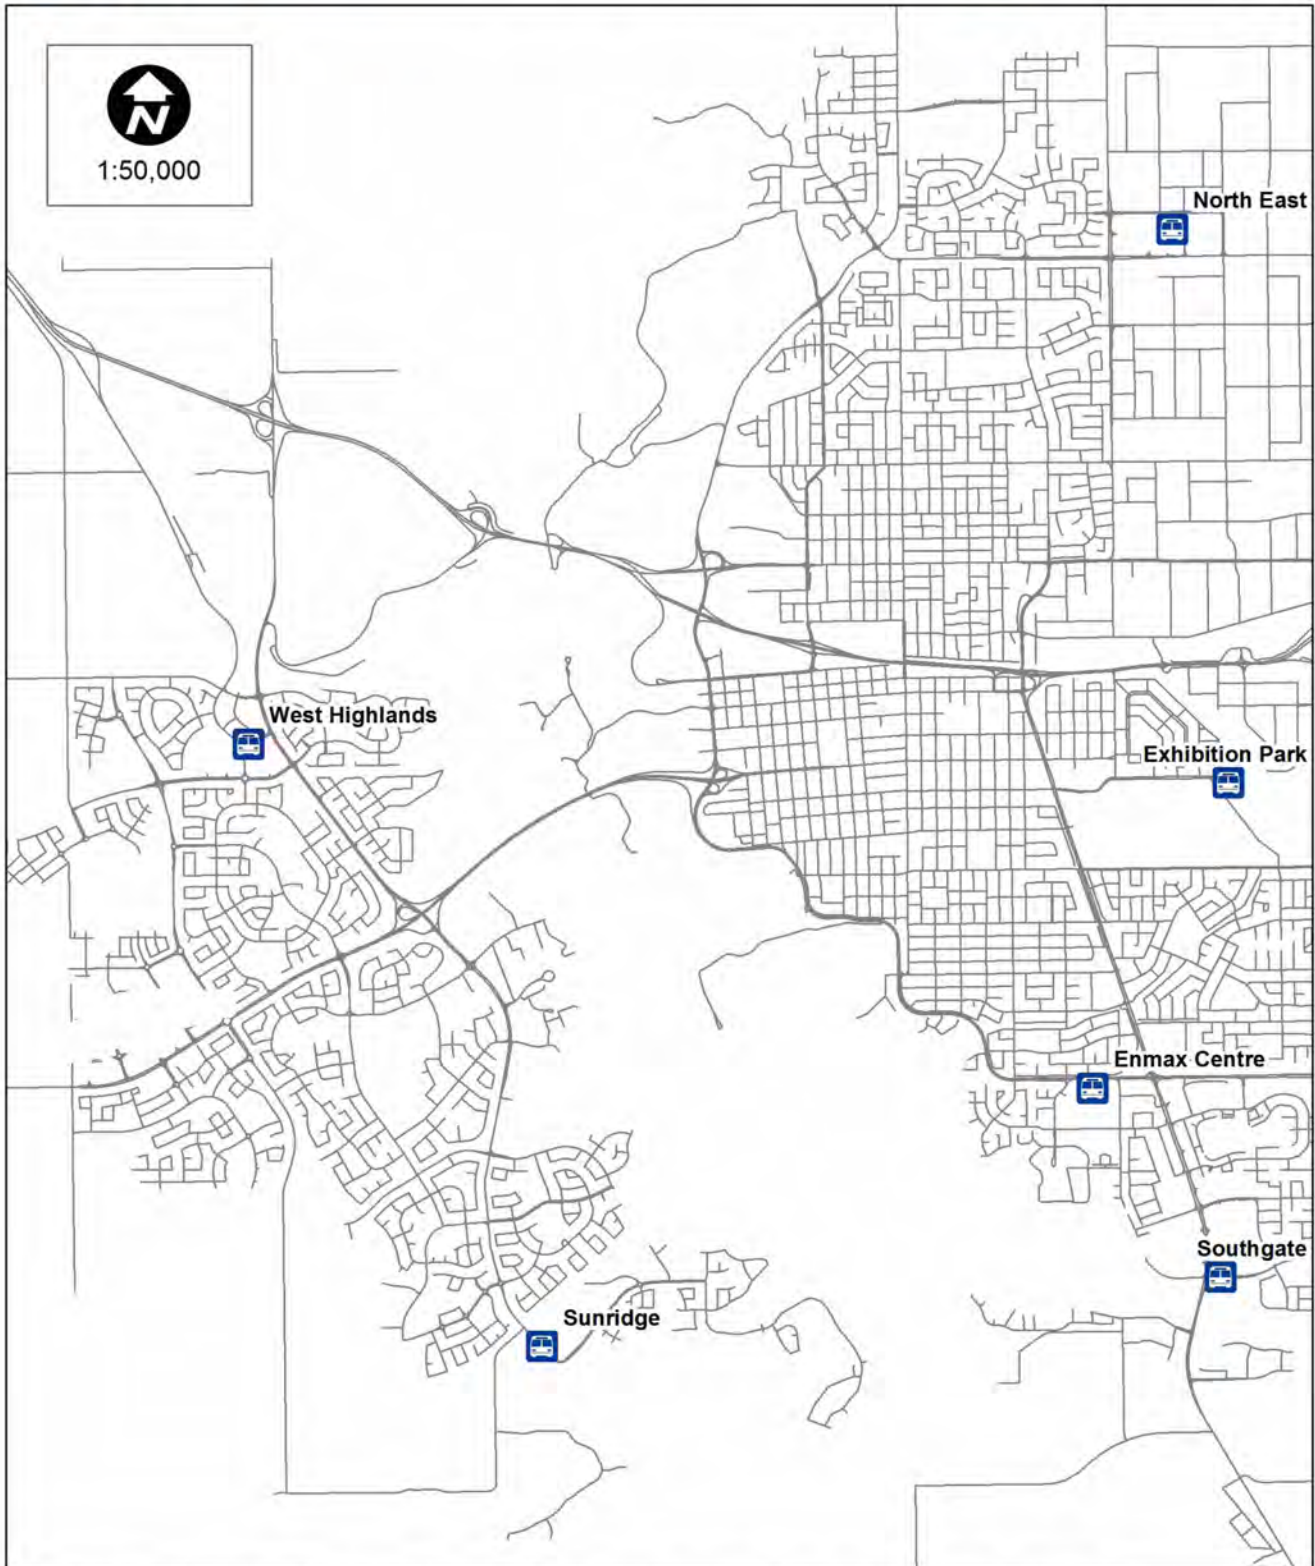 N
1:50,000
North East
West Highlands
Exhibition Park
Enmax Centre
Southgate
Sunridge